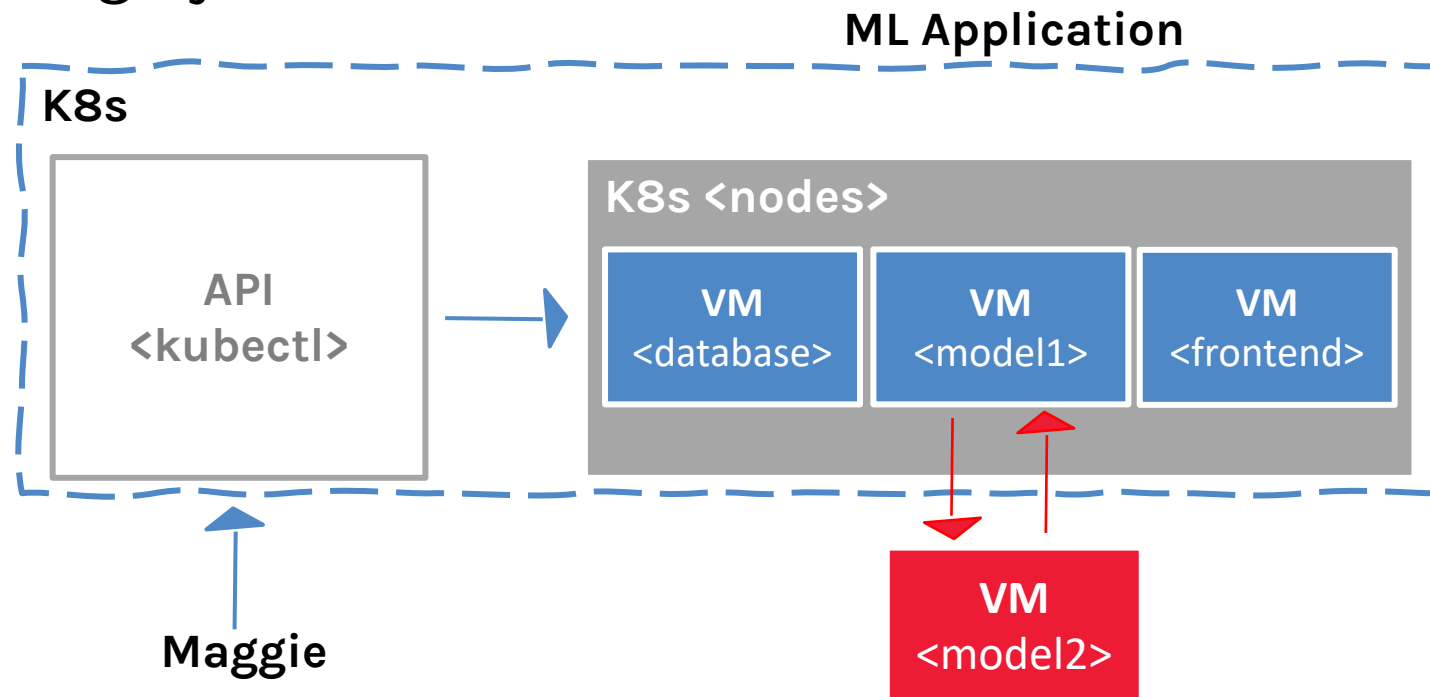 ML Application
K8s
K8s <nodes>
API
<kubectl>
VM
<database>
VM
<model1>
VM
<frontend>
VM
<model2>
Maggie